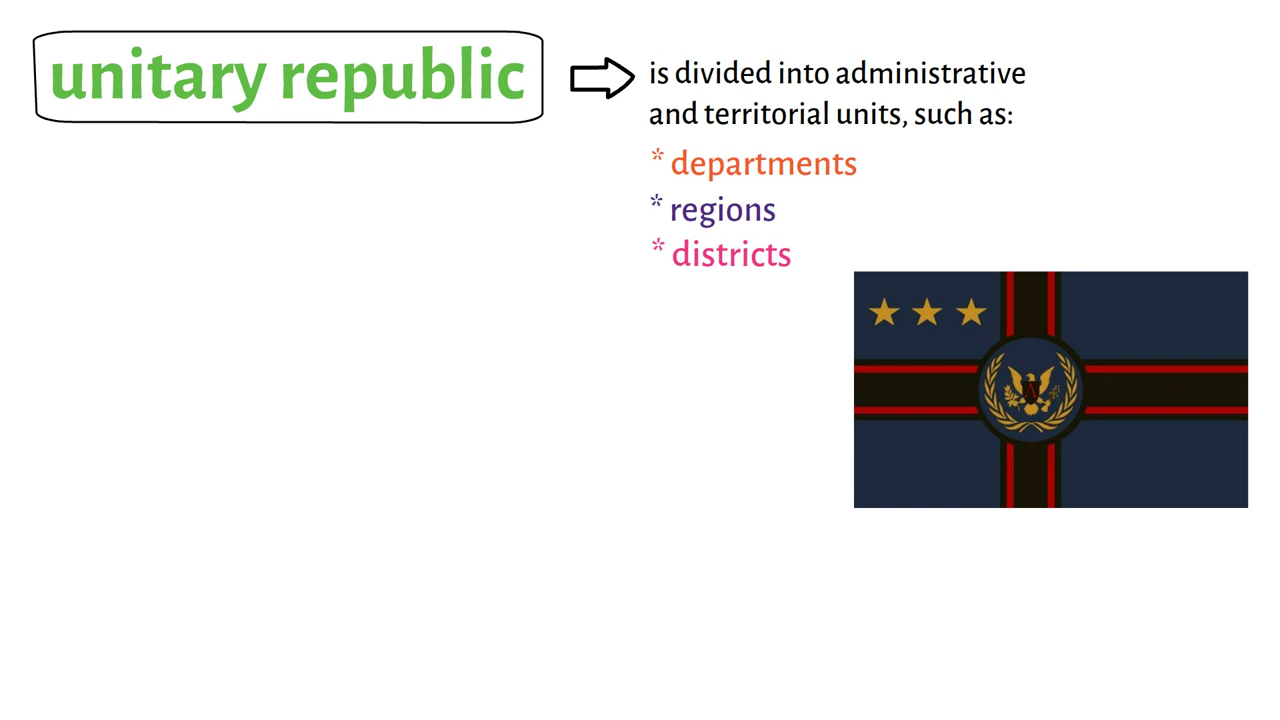 unitary republic
is divided into administrative
and territorial units, such as:
* departments
* regions
* districts